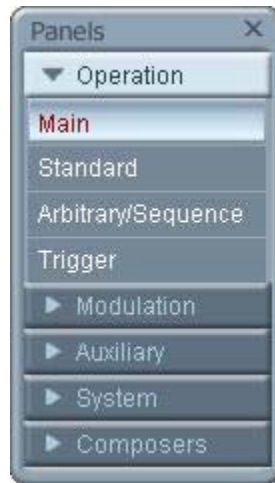 Panels
Operation
Main
Standard
Arbitrary/Sequence
Trigger
Modulation
Auxiliary
System
Composers